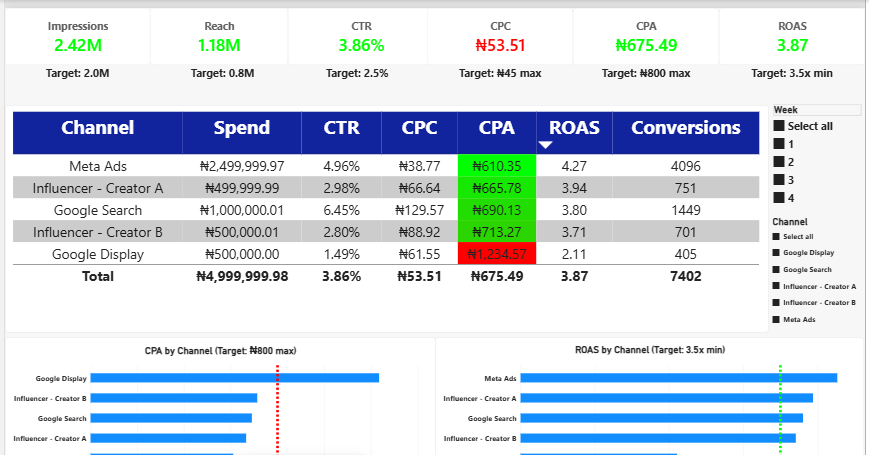 Impressions Reach CTR CPC CPA ROAS
2.42M 1.18M 3.86% ₦53.51 ₦675.49 3.87
Target: 2.0M Target: 0.8M Target: 2.5% Target: ₦45 max Target: ₦800 max Target: 3.5x min
Channel Spend CTR CPC CPA ROAS Conversions
Meta Ads ₦2,499,999.97 4.96% ₦38.77 ₦610.35 4.27 4096
Influencer - Creator A ₦499,999.99 2.98% ₦66.64 ₦665.78 3.94 751
Google Search ₦1,000,000.01 6.45% ₦129.57 ₦690.13 3.80 1449
Influencer - Creator B ₦500,000.01 2.80% ₦88.92 ₦713.27 3.71 701
Google Display ₦500,000.00 1.49% ₦61.55 ₦1,234.57 2.11 405
Total ₦4,999,999.98 3.86% ₦53.51 ₦675.49 3.87 7402
Week
Select all
1
2
3
4
Channel
Select all
Google Display
Google Search
Influencer - Creator A
Influencer - Creator B
Meta Ads
CPA by Channel (Target: ₦800 max)
Google Display
Influencer - Creator B
Google Search
Influencer - Creator A
ROAS by Channel (Target: 3.5x min)
Meta Ads
Influencer - Creator A
Google Search
Influencer - Creator B